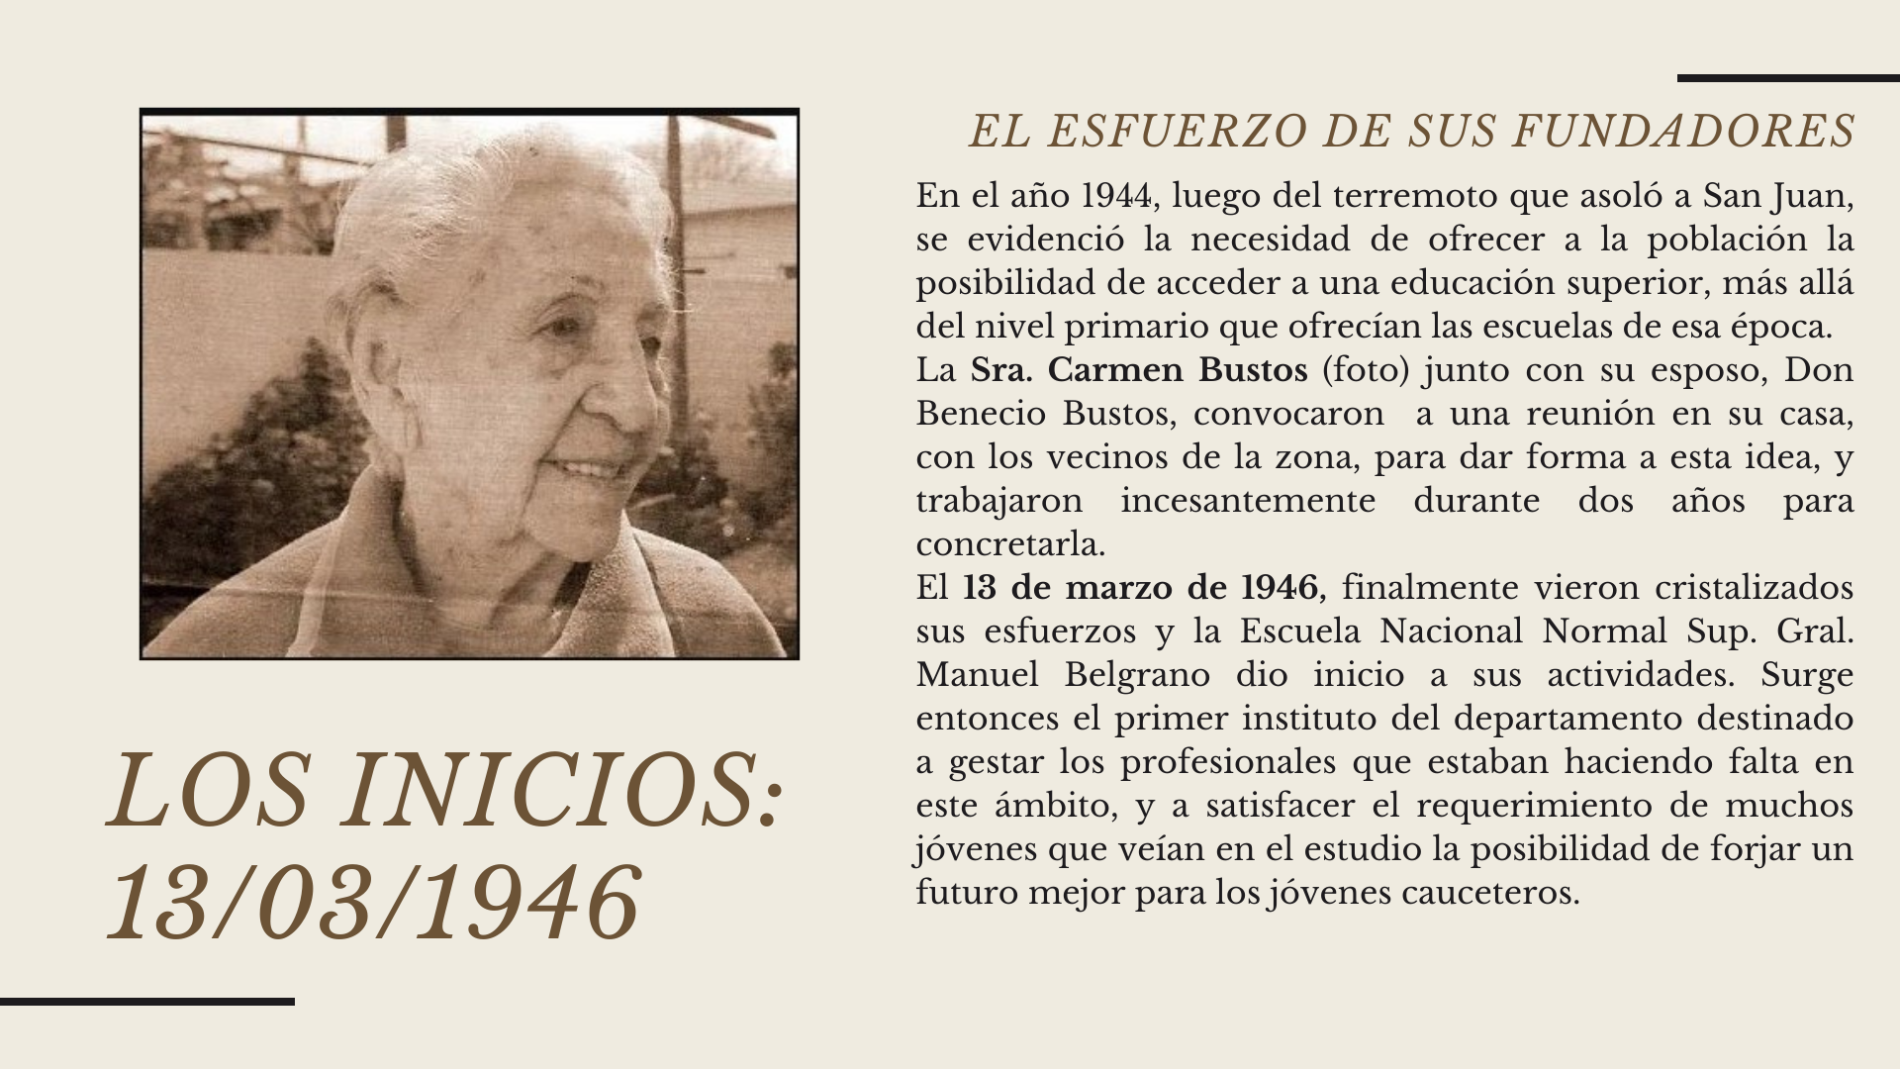 EL ESFUERZO DE SUS FUNDADORES
En el año 1944, luego del terremoto que asoló a San Juan,
se evidenció la necesidad de ofrecer a la población la
posibilidad de acceder a una educación superior, más allá
del nivel primario que ofrecían las escuelas de esa época.
La Sra. Carmen Bustos (foto) junto con su esposo, Don
Benecio Bustos, convocaron a una reunión en su casa,
con los vecinos de la zona, para dar forma a esta idea, y
trabajaron incesantemente durante dos años para
concretarla.
El 13 de marzo de 1946, finalmente vieron cristalizados
sus esfuerzos y la Escuela Nacional Normal Sup. Gral.
Manuel Belgrano dio inicio a sus actividades. Surge
entonces el primer instituto del departamento destinado
a gestar los profesionales que estaban haciendo falta en
este ámbito, y a satisfacer el requerimiento de muchos
jóvenes que veían en el estudio la posibilidad de forjar un
futuro mejor para los jóvenes cauceteros.
LOS INICIOS:
13/03/1946